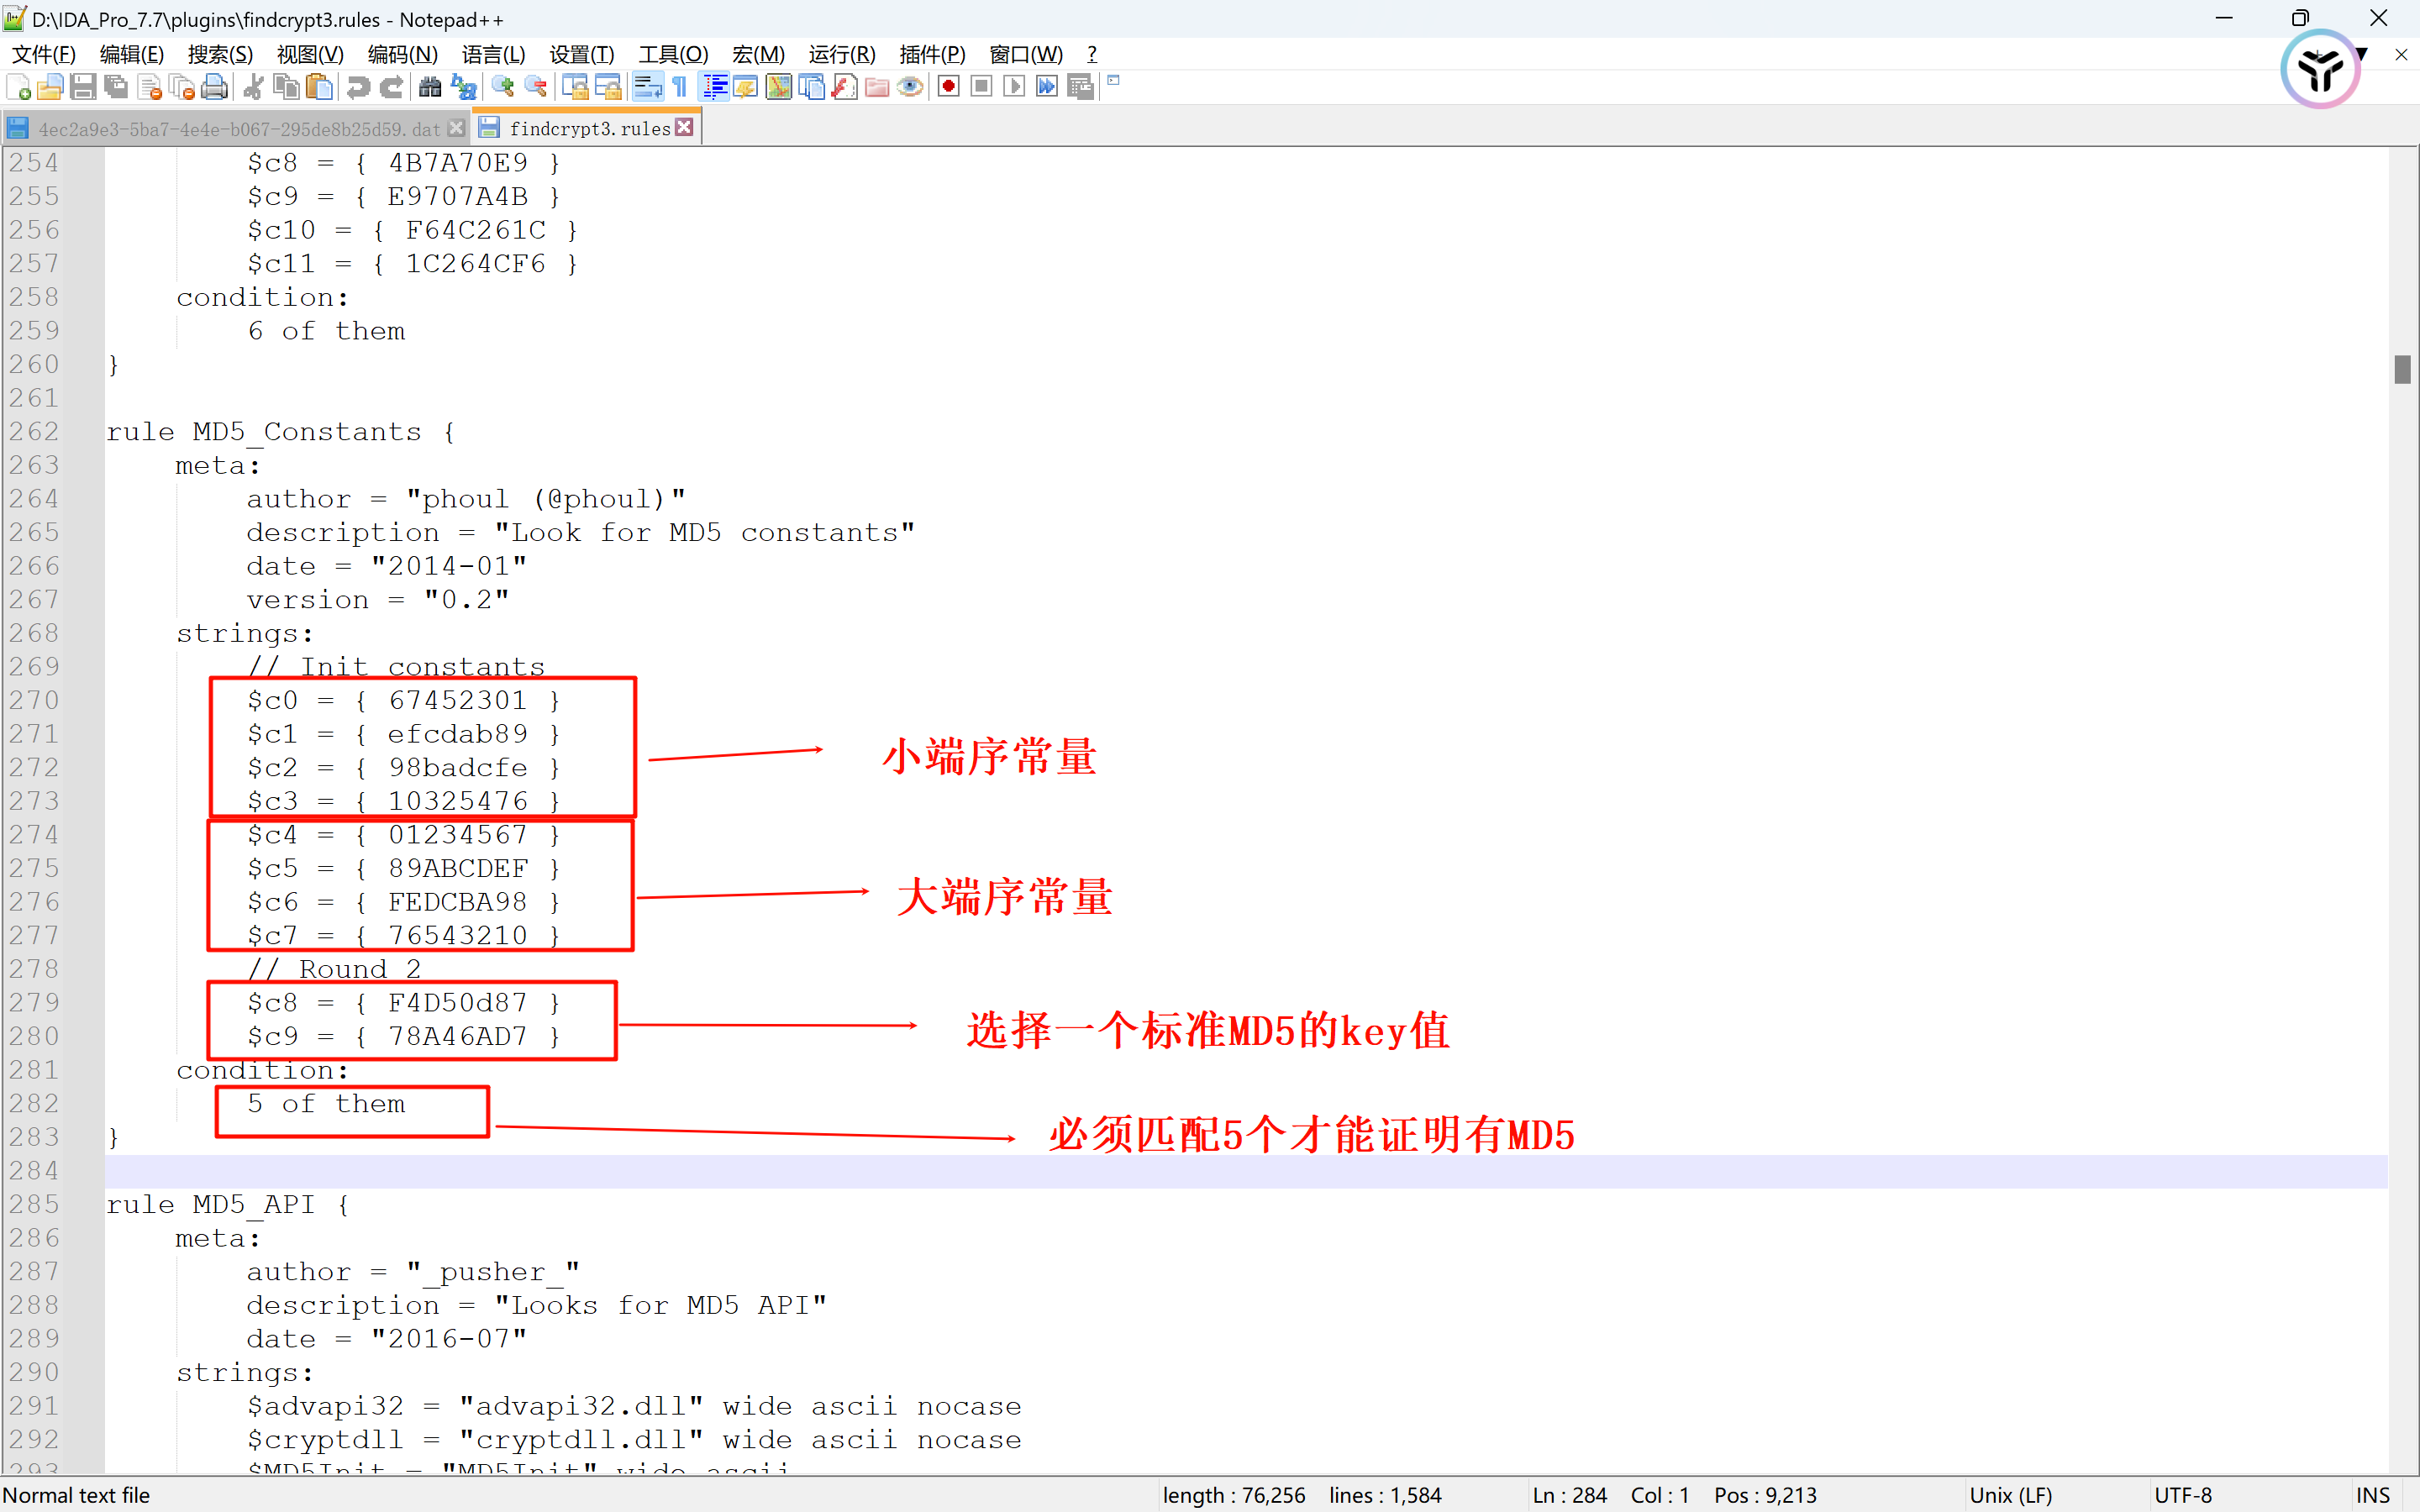 D:\IDA_Pro_7.7\plugins\findcrypt3.rules - Notepad++
文件(F) 编辑(E) 搜索(S) 视图(V) 编码(N) 语言(L) 设置(T) 工具(O) 宏(M) 运行(R) 插件(P) 窗口(W) ?
4ec2a9e3-5ba7-4e4e-b067-295de8b25d59.dat findcrypt3.rules
254 $c8 = { 4B7A70E9 }
255 $c9 = { E9707A4B }
256 $c10 = { F64C261C }
257 $c11 = { 1C264CF6 }
258 condition:
259 6 of them
260 }
261
262 rule MD5_Constants {
263 meta:
264 author = "phoul (@phoul)"
265 description = "Look for MD5 constants"
266 date = "2014-01"
267 version = "0.2"
268 strings:
269 // Init constants
270 $c0 = { 67452301 }
271 $c1 = { efcdab89 }
小端序常量
272 $c2 = { 98badcfe }
273 $c3 = { 10325476 }
274 $c4 = { 01234567 }
275 $c5 = { 89ABCDEF }
276 $c6 = { FEDCBA98 }
大端序常量
277 $c7 = { 76543210 }
278 // Round 2
279 $c8 = { F4D50d87 }
280 $c9 = { 78A46AD7 }
选择一个标准MD5的key值
281 condition:
282 5 of them
必须匹配5个才能证明有MD5
283 }
284
285 rule MD5_API {
286 meta:
287 author = "_pusher_"
288 description = "Looks for MD5 API"
289 date = "2016-07"
290 strings:
291 $advapi32 = "advapi32.dll" wide ascii nocase
292 $cryptdll = "cryptdll.dll" wide ascii nocase
293 $MD5Init = "MD5Init" wide ascii
Normal text file length : 76,256 lines : 1,584 Ln : 284 Col : 1 Pos : 9,213 Unix (LF) UTF-8 INS